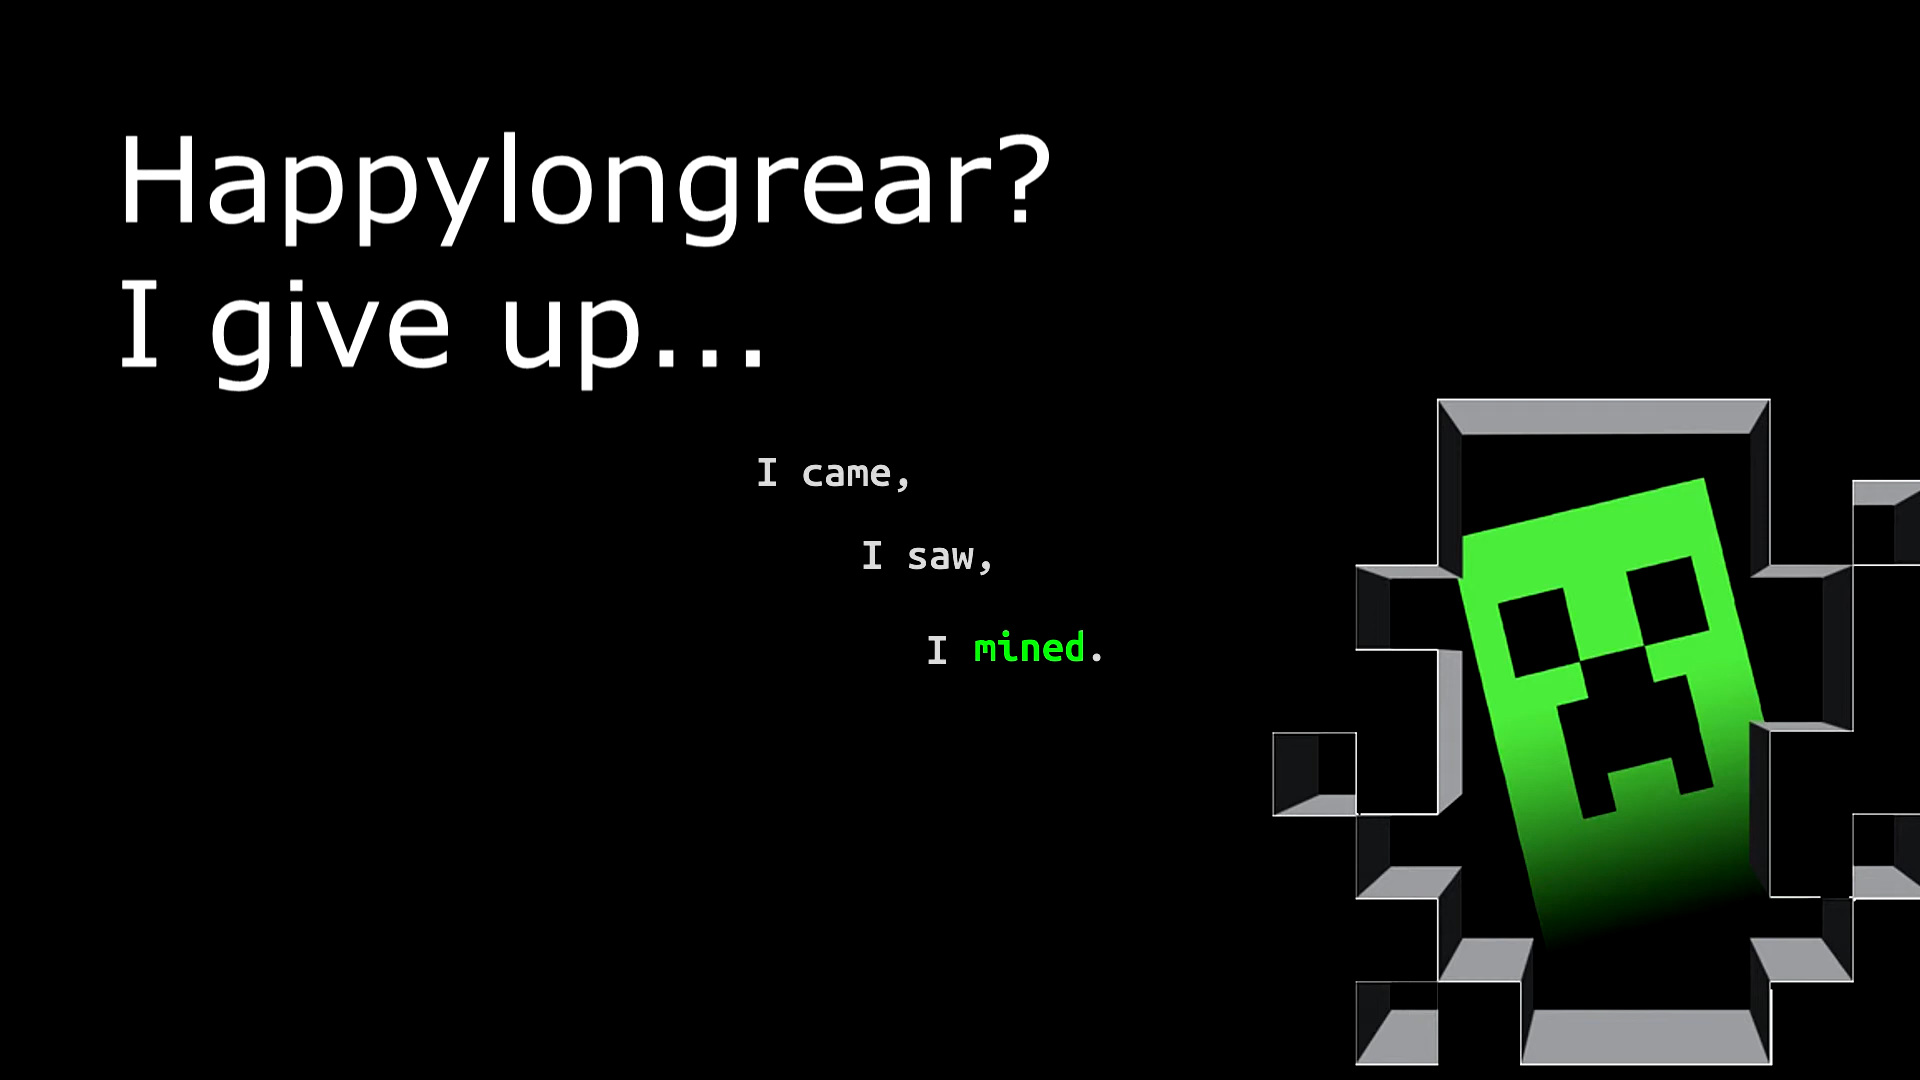 Happylongrear?
I give up...
I came,
I saw,
I mined.